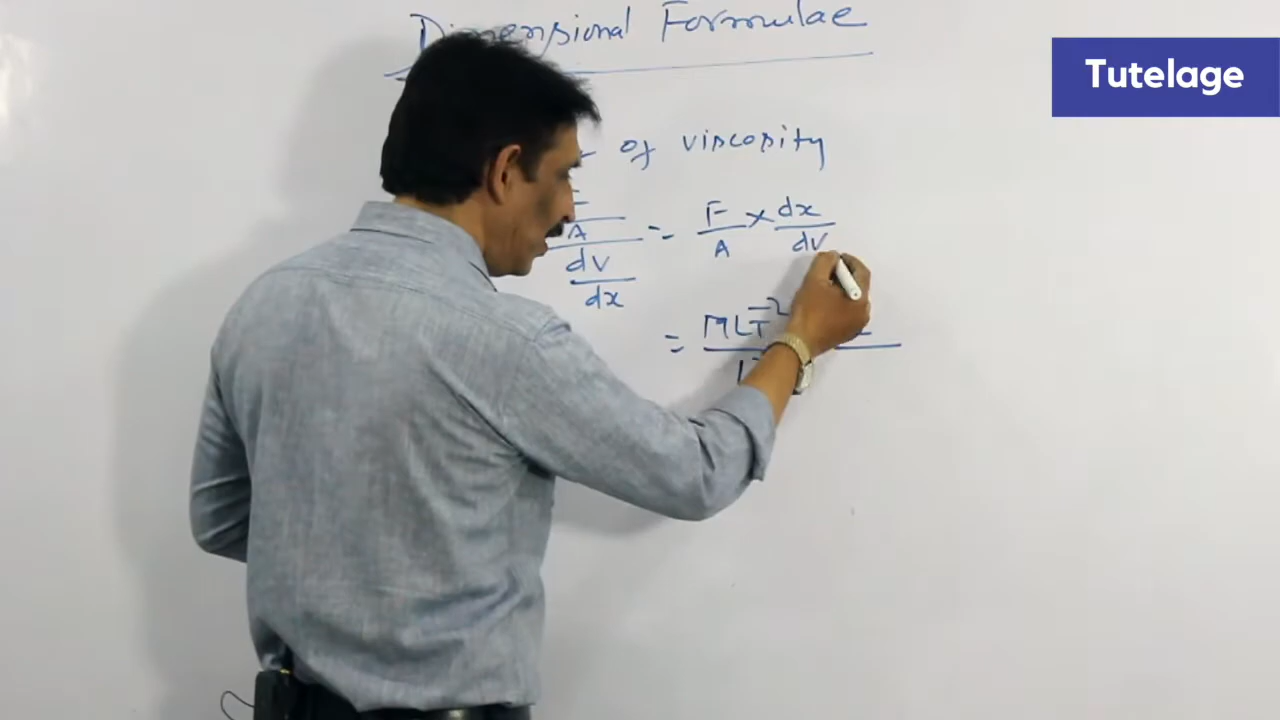 Dimensional Formulae
Tutelage
of viscosity
F/A / dv/dx = F/A × dx/dv
= MLT⁻² / L